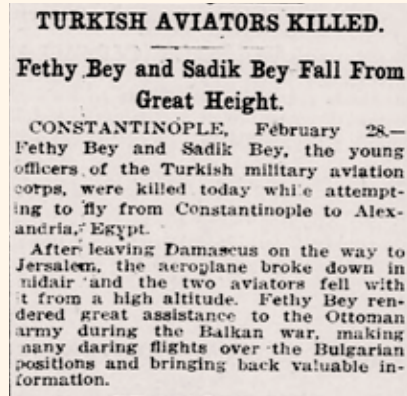 TURKISH AVIATORS KILLED.
Fethy Bey and Sadik Bey Fall From
Great Height.
CONSTANTINOPLE, February 28.—
Fethy Bey and Sadik Bey, the young
officers of the Turkish military aviation
corps, were killed today while attempt-
ing to fly from Constantinople to Alex-
andria, Egypt.
After leaving Damascus on the way to
Jersalem, the aeroplane broke down in
nidair and the two aviators fell with
t from a high altitude. Fethy Bey ren-
dered great assistance to the Ottoman
army during the Balkan war, making
nany daring flights over the Bulgarian
positions and bringing back valuable in-
formation.